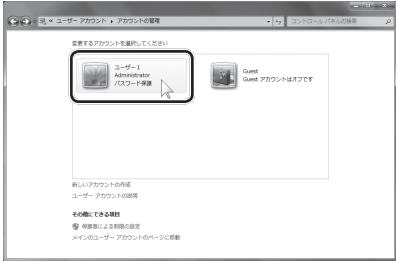 « ユーザー アカウント ▸ アカウントの管理
コントロール パネルの検索
変更するアカウントを選択してください
ユーザー1
Administrator
パスワード保護
Guest
Guest アカウントはオフです
新しいアカウントの作成
ユーザー アカウントの説明
その他にできる項目
保護者による制限の設定
メインのユーザー アカウントのページに移動